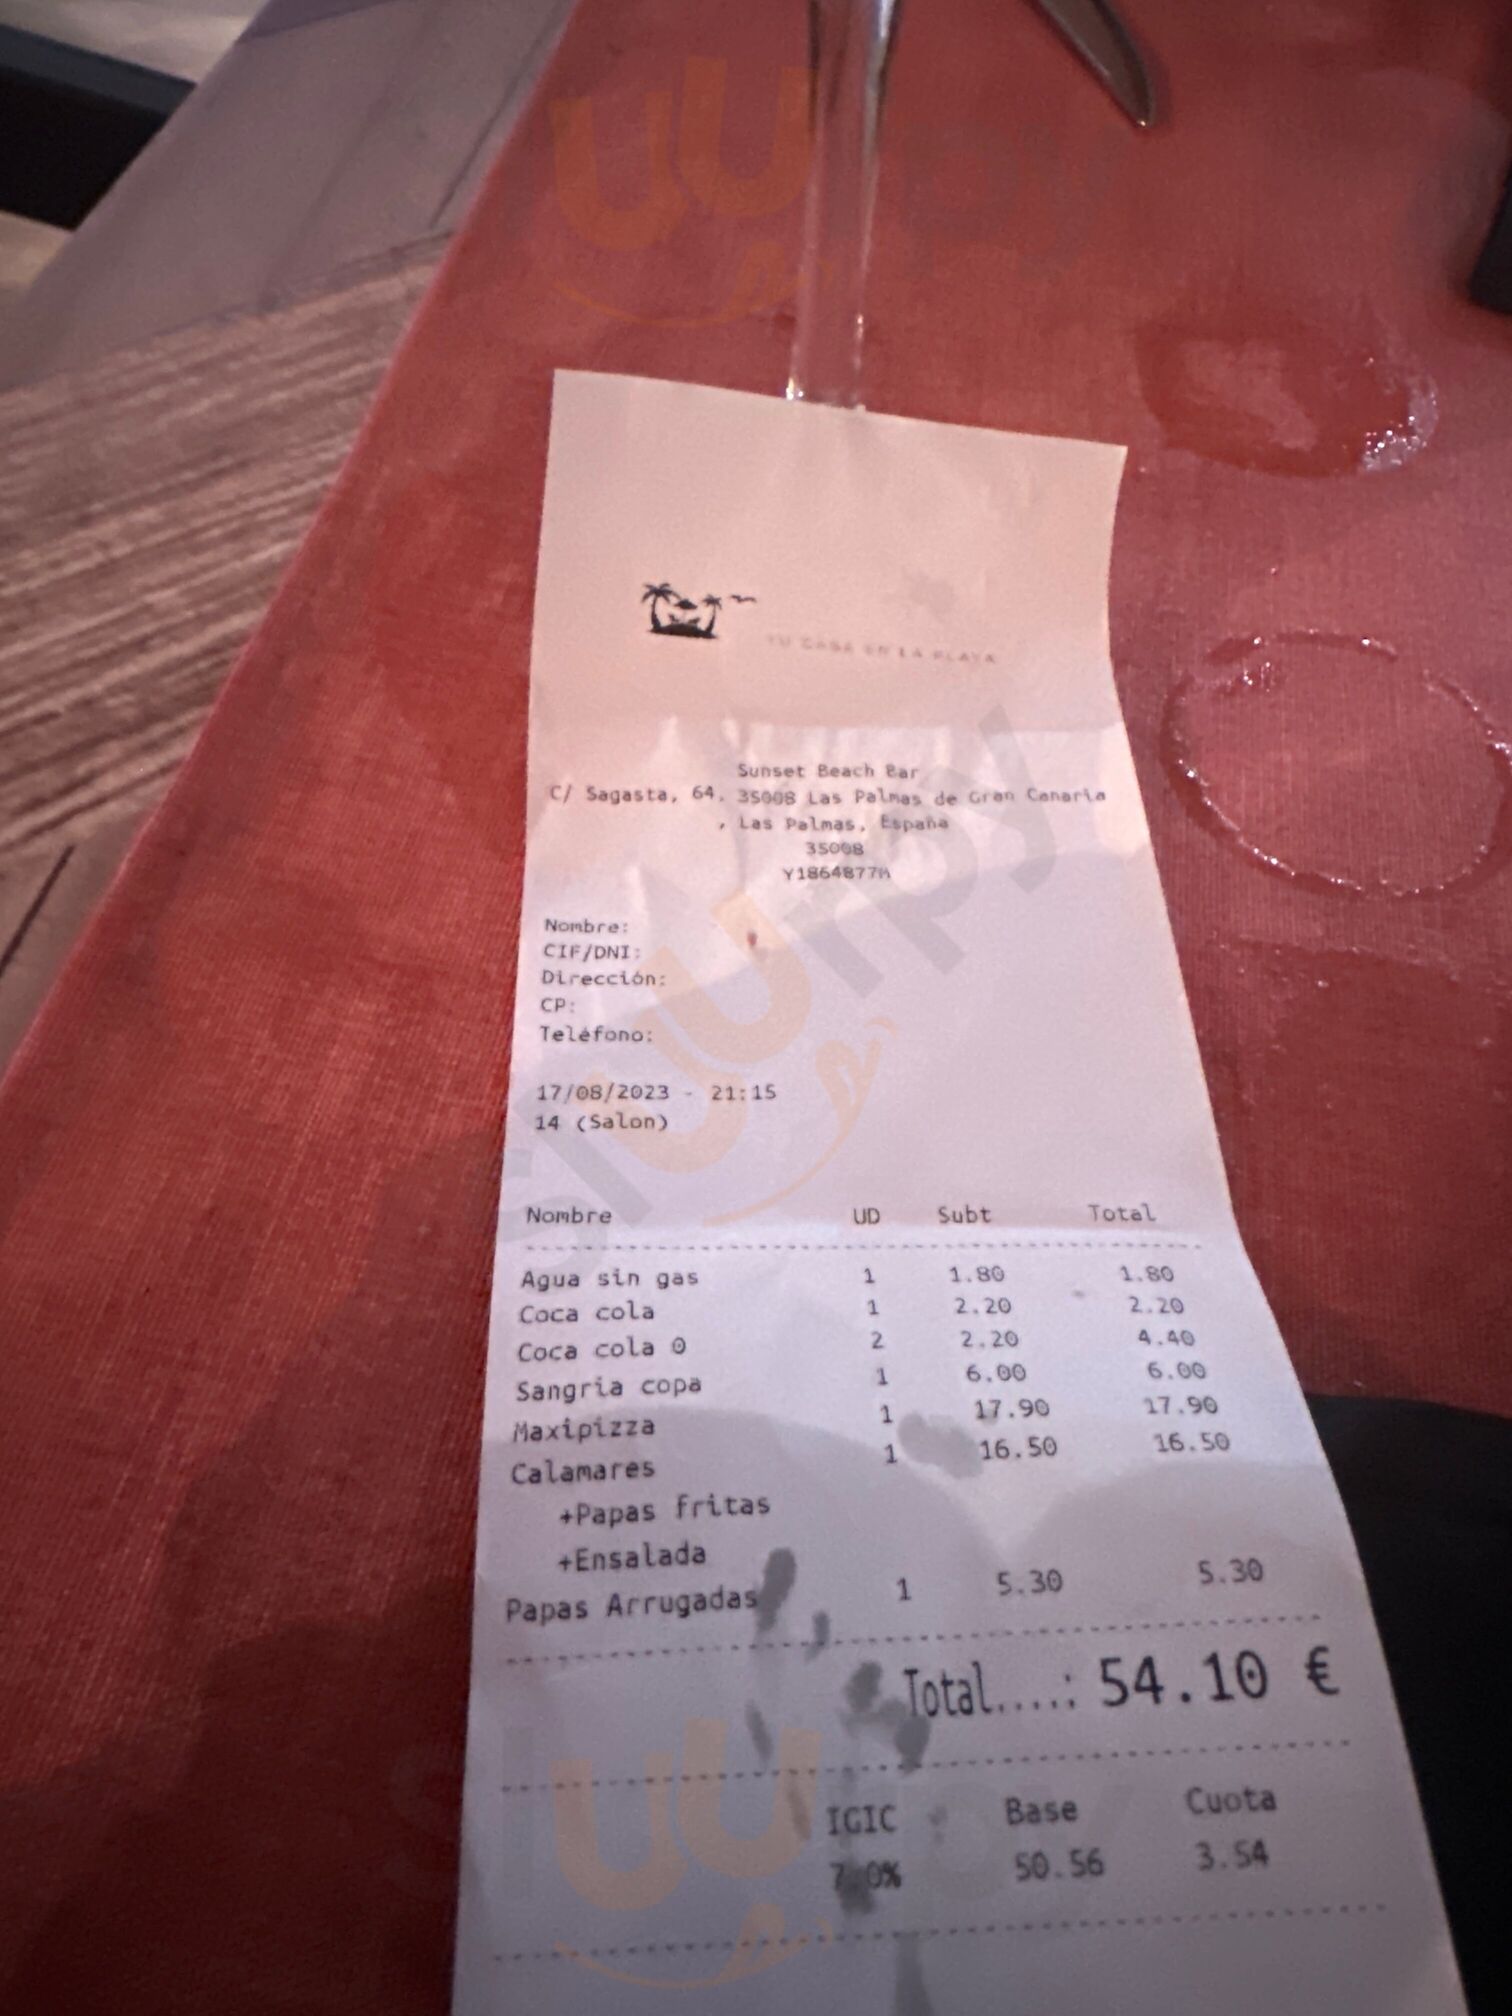 TU CASA EN LA PLAYA
Sunset Beach Bar
C/ Sagasta, 64, 35008 Las Palmas de Gran Canaria
, Las Palmas, España
35008
Y1864877M
Nombre:
CIF/DNI:
Dirección:
CP:
Teléfono:
17/08/2023 - 21:15
14 (Salon)
Nombre UD Subt Total
Agua sin gas 1 1.80 1.80
Coca cola 1 2.20 2.20
Coca cola 0 2 2.20 4.40
Sangria copa 1 6.00 6.00
Maxipizza 1 17.90 17.90
Calamares 1 16.50 16.50
+Papas fritas
+Ensalada
Papas Arrugadas 1 5.30 5.30
Total....: 54.10 €
IGIC Base Cuota
7.0% 50.56 3.54
slurpy